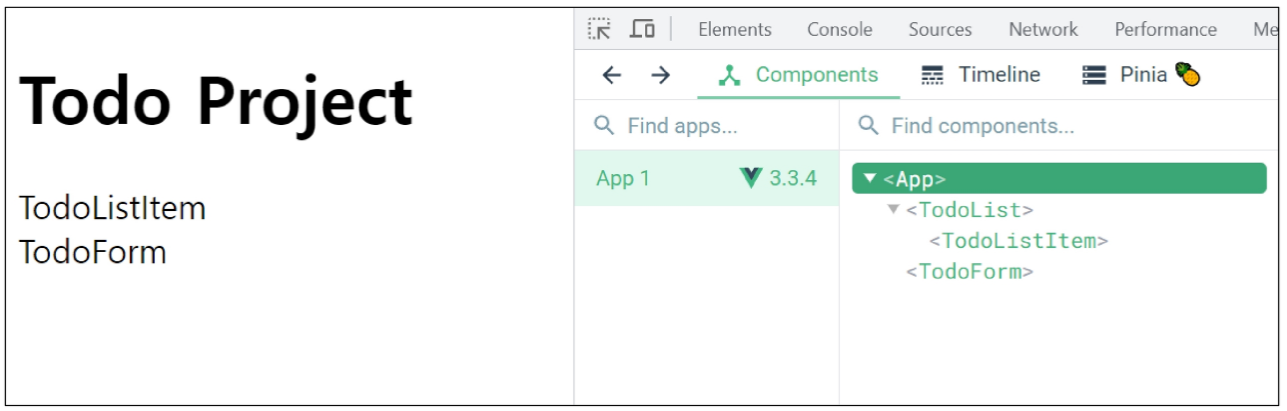 Todo Project
TodoListItem
TodoForm
Elements Console Sources Network Performance Me
Components Timeline Pinia 🍍
Find apps... Find components...
App 1 3.3.4
<App>
<TodoList>
<TodoListItem>
<TodoForm>